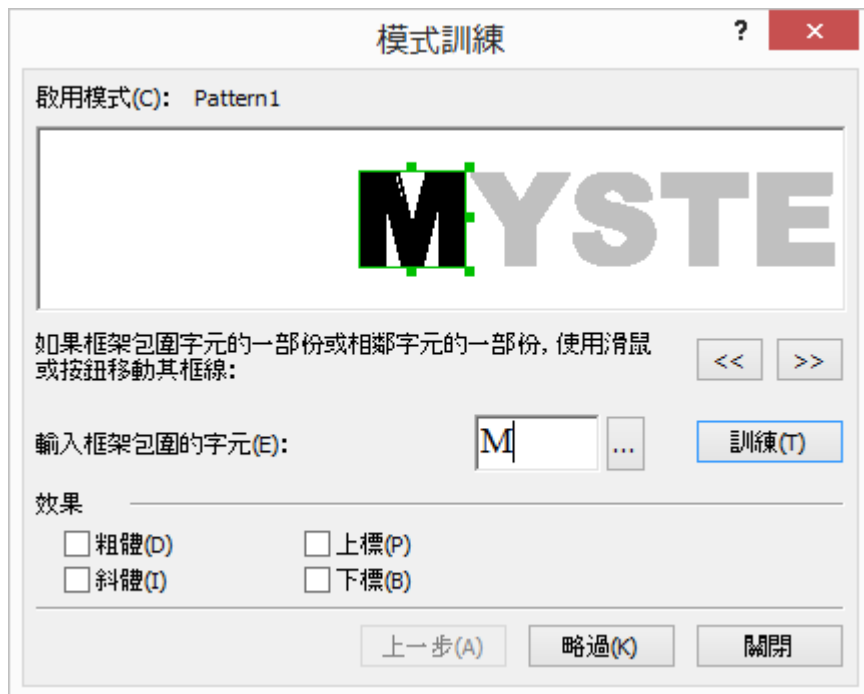 模式訓練
?
×
啟用模式(C): Pattern1
MYSTE
如果框架包圍字元的一部份或相鄰字元的一部份, 使用滑鼠
或按鈕移動其框線:
<< >>
輸入框架包圍的字元(E): M ... 訓練(T)
效果
粗體(D) 上標(P)
斜體(I) 下標(B)
上一步(A) 略過(K) 關閉